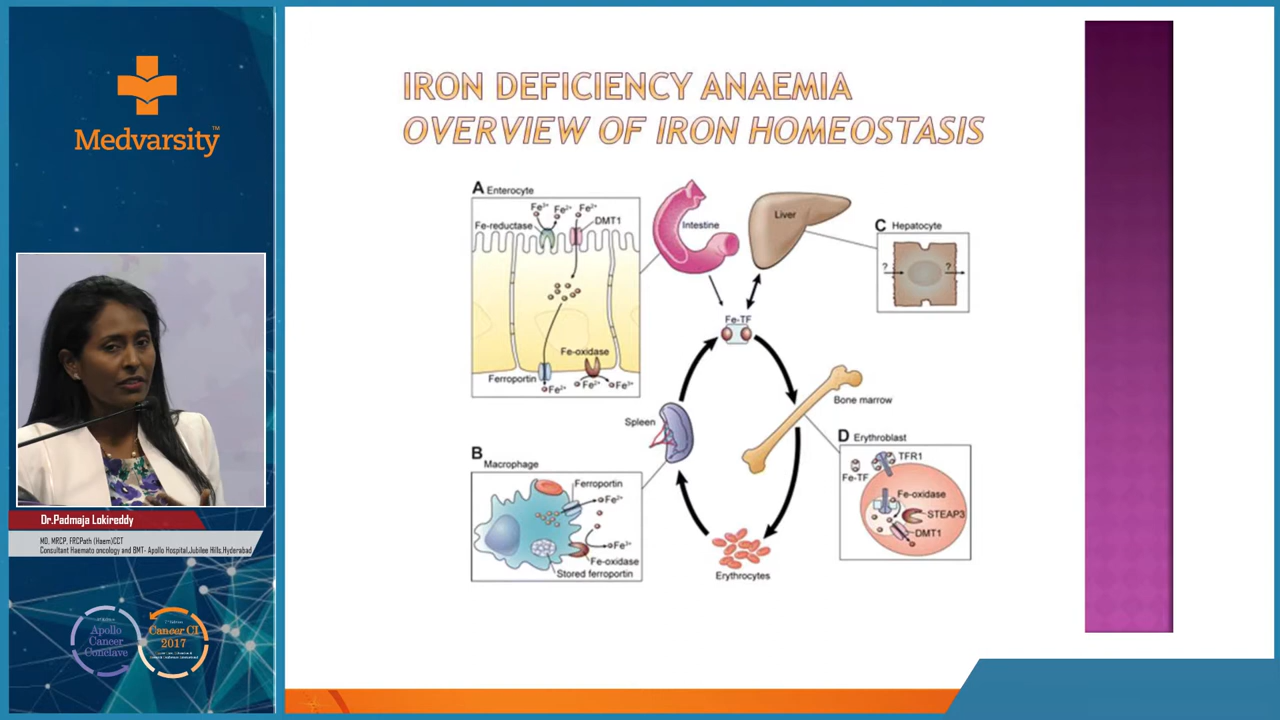 Medvarsity™
Dr.Padmaja Lokireddy
MD, MRCP, FRCPath (Haem)CCT
Consultant Haemato oncology and BMT- Apollo Hospital,Jubilee Hills,Hyderabad
Apollo
Cancer
Conclave
Cancer CI
2017
IRON DEFICIENCY ANAEMIA
OVERVIEW OF IRON HOMEOSTASIS
A Enterocyte
Fe³⁺
Fe²⁺
Fe²⁺
Fe-reductase
DMT1
Fe-oxidase
Ferroportin
Fe²⁺
Fe²⁺
Fe³⁺
Intestine
Liver
C Hepatocyte
?
?
Fe-TF
Bone marrow
Spleen
Erythrocytes
B
Macrophage
Ferroportin
Fe²⁺
Fe³⁺
Fe-oxidase
Stored ferroportin
D Erythroblast
TFR1
Fe-TF
Fe-oxidase
STEAP3
DMT1